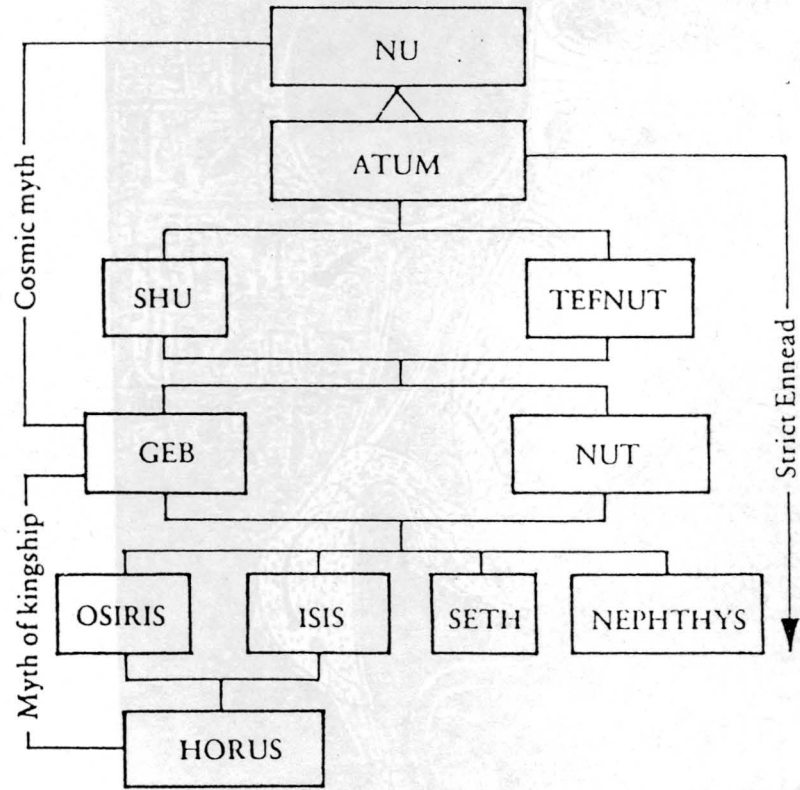 NU
ATUM
Cosmic myth
SHU
TEFNUT
Strict Ennead
GEB
NUT
Myth of kingship
OSIRIS
ISIS
SETH
NEPHTHYS
HORUS